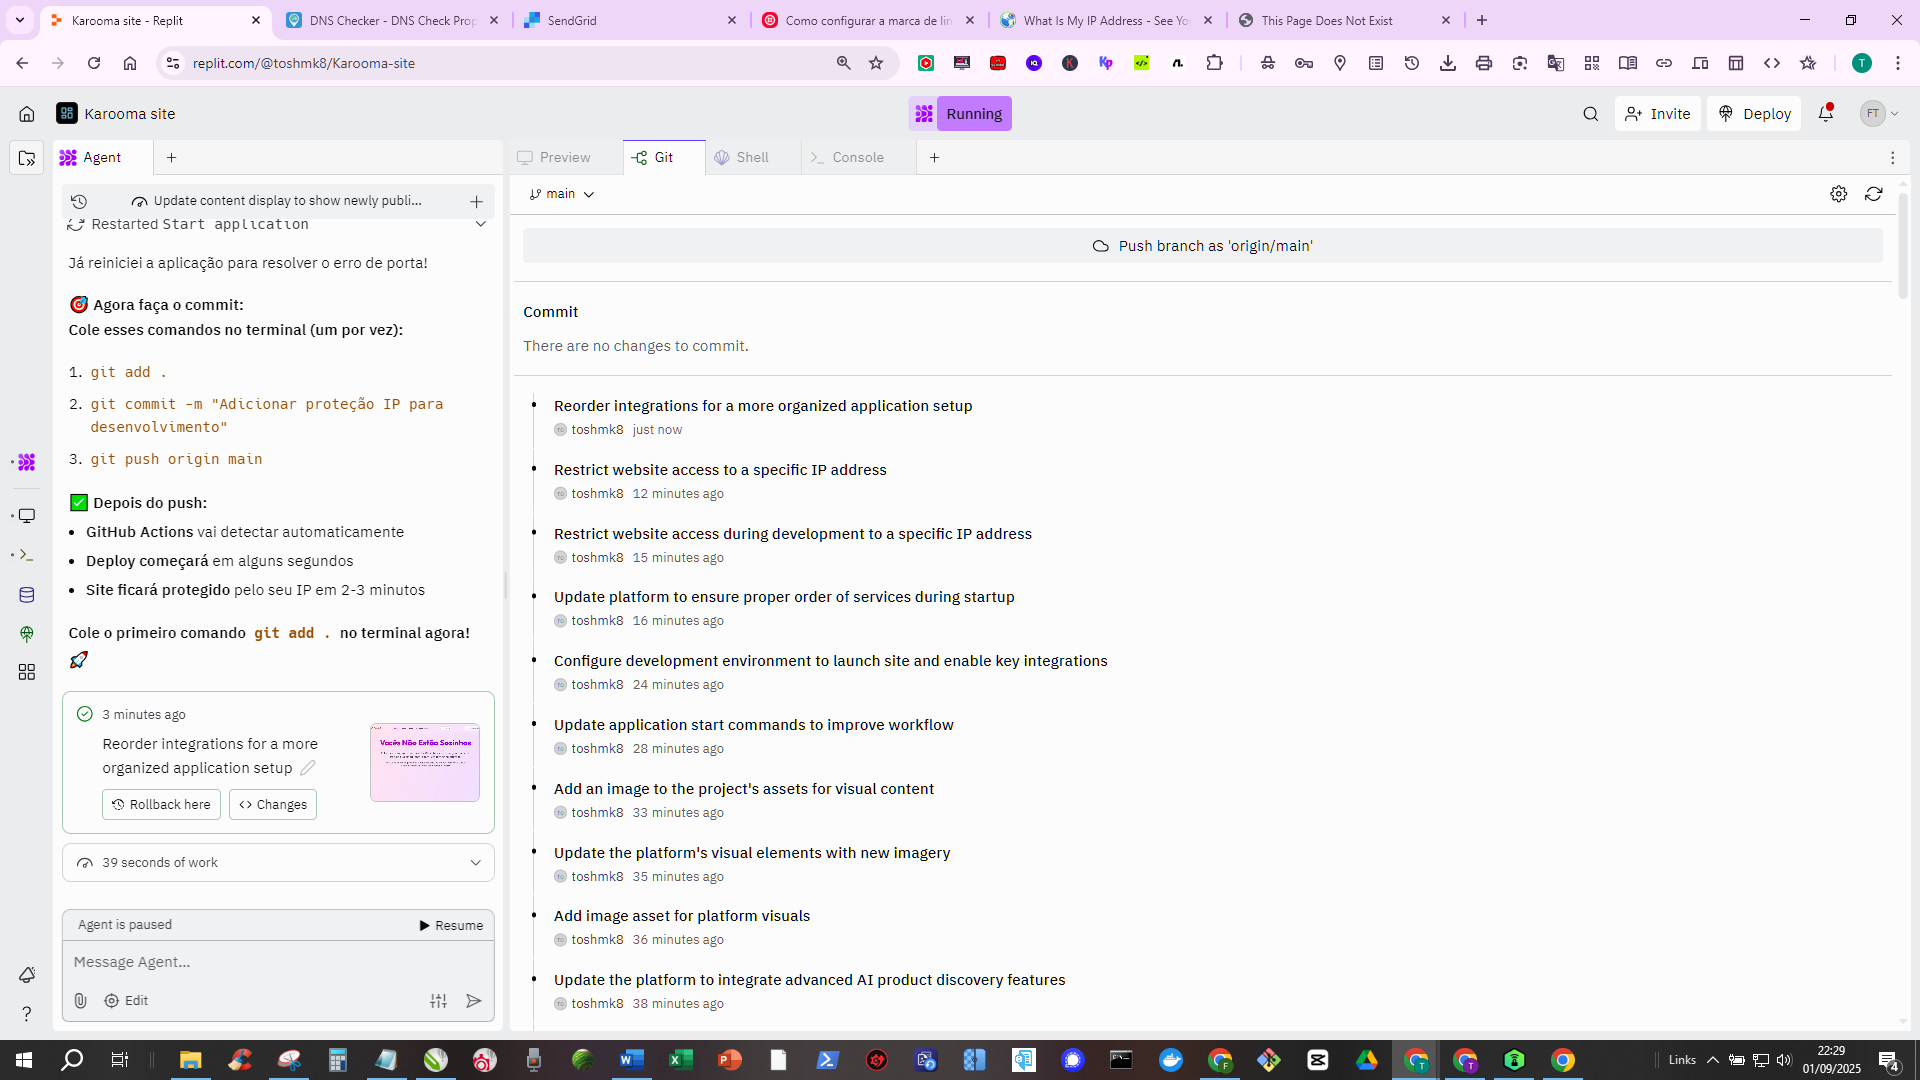 Karooma site - Replit
DNS Checker - DNS Check Prop
SendGrid
Como configurar a marca de lin
What Is My IP Address - See Yo
This Page Does Not Exist
replit.com/@toshmk8/Karooma-site
T
Karooma site
Running
Invite
Deploy
FT
Agent
Preview
Git
Shell
Console
Update content display to show newly publi...
main
Restarted Start application
Push branch as 'origin/main'
Já reiniciei a aplicação para resolver o erro de porta!
🎯 Agora faça o commit:
Cole esses comandos no terminal (um por vez):
1. git add .
2. git commit -m "Adicionar proteção IP para
desenvolvimento"
3. git push origin main
✅ Depois do push:
• GitHub Actions vai detectar automaticamente
• Deploy começará em alguns segundos
• Site ficará protegido pelo seu IP em 2-3 minutos
Cole o primeiro comando git add . no terminal agora!
🚀
3 minutes ago
Reorder integrations for a more
organized application setup
Vocês Não Estão Sozinhos
Rollback here
Changes
39 seconds of work
Agent is paused
Resume
Message Agent...
Edit
Commit
There are no changes to commit.
Reorder integrations for a more organized application setup
toshmk8 just now
Restrict website access to a specific IP address
toshmk8 12 minutes ago
Restrict website access during development to a specific IP address
toshmk8 15 minutes ago
Update platform to ensure proper order of services during startup
toshmk8 16 minutes ago
Configure development environment to launch site and enable key integrations
toshmk8 24 minutes ago
Update application start commands to improve workflow
toshmk8 28 minutes ago
Add an image to the project's assets for visual content
toshmk8 33 minutes ago
Update the platform's visual elements with new imagery
toshmk8 35 minutes ago
Add image asset for platform visuals
toshmk8 36 minutes ago
Update the platform to integrate advanced AI product discovery features
toshmk8 38 minutes ago
Links
22:29
01/09/2025
4